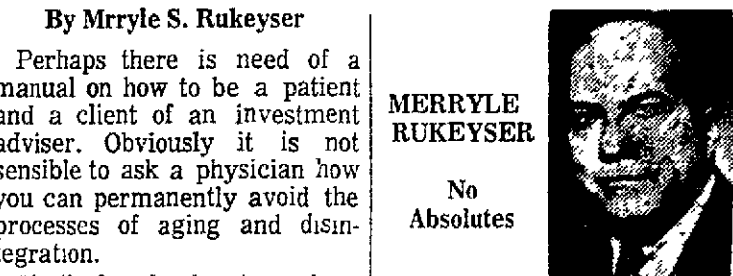 By Mrryle S. Rukeyser
Perhaps there is need of a
manual on how to be a patient
and a client of an investment
adviser. Obviously it is not
sensible to ask a physician how
you can permanently avoid the
processes of aging and disin-
tegration.
MERRYLE
RUKEYSER
No
Absolutes